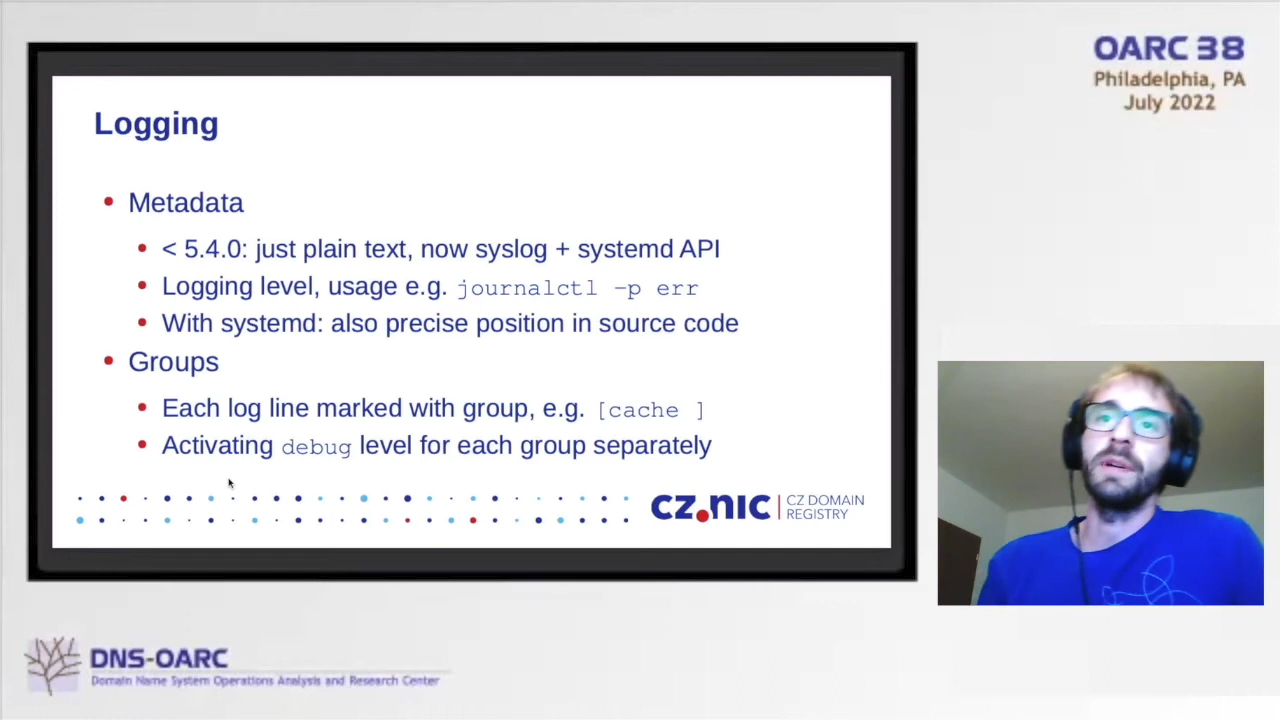 OARC 38
Philadelphia, PA
July 2022
Logging
Metadata
< 5.4.0: just plain text, now syslog + systemd API
Logging level, usage e.g. journalctl -p err
With systemd: also precise position in source code
Groups
Each log line marked with group, e.g. [cache ]
Activating debug level for each group separately
CZ.NIC | CZ DOMAIN
REGISTRY
DNS-OARC
Domain Name System Operations Analysis and Research Center